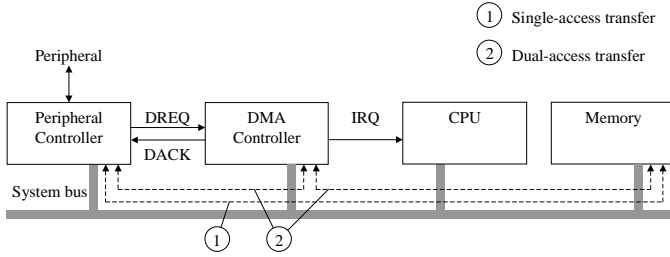 1 Single-access transfer
2 Dual-access transfer
Peripheral
Peripheral
Controller
DREQ
DACK
DMA
Controller
IRQ
CPU
Memory
System bus
1
2